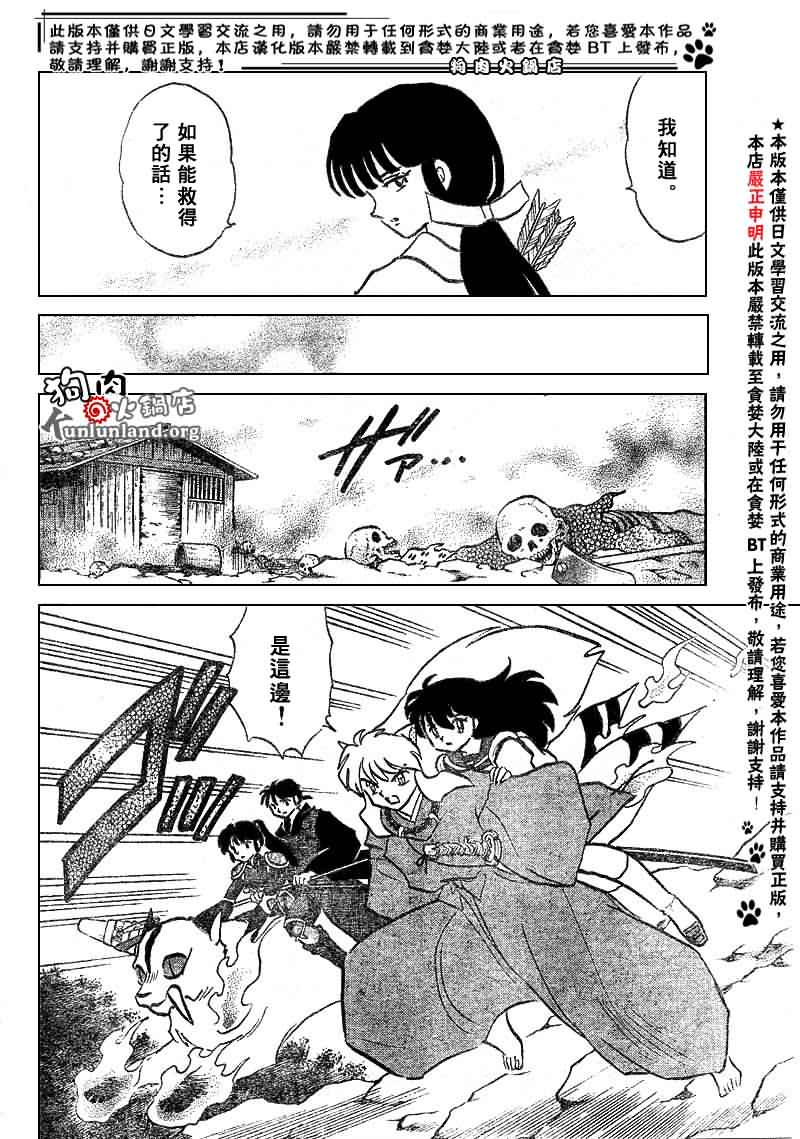 此版本僅供日文學習交流之用，請勿用于任何形式的商業用途，若您喜愛本作品
請支持并購買正版，本店漢化版本嚴禁轉載到貪婪大陸或者在貪婪 BT 上發布，
敬請理解，謝謝支持！
狗肉火鍋店
我知道。
如果能救得
了的話…
狗肉
火鍋店
Kunlunland.org
ザァ…
是這邊！
ズズ
★本版本僅供日文學習交流之用，請勿用于任何形式的商業用途，若您喜愛本作品請支持并購買正版，
本店嚴正申明此版本嚴禁轉載至貪婪大陸或在貪婪 BT 上發布，敬請理解，謝謝支持！